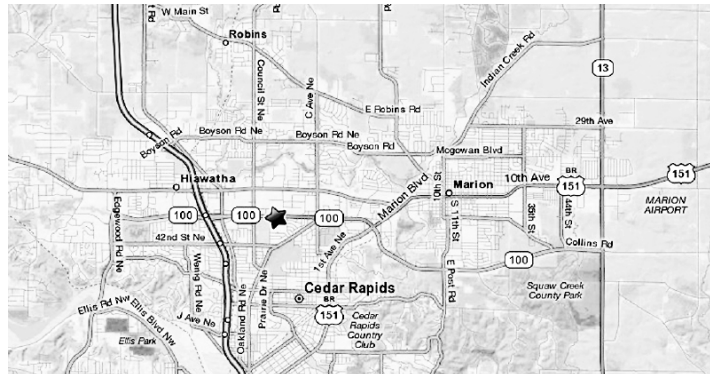 W Main St
Robins
Council St Ne
C Ave Ne
E Robins Rd
Indian Creek Rd
13
29th Ave
Boyson Rd
Boyson Rd Ne
Boyson Rd Ne
Boyson Rd
Mcgowan Blvd
Hiawatha
10th St
Marion
10th Ave
BR
151
151
Marion Blvd
MARION
AIRPORT
Edgewood Rd Ne
100
100
100
S 11th St
35th St
44th St
42nd St Ne
1st Ave Ne
Collins Rd
100
Wenig Rd Ne
Oakland Rd Ne
Prairie Dr Ne
E Post Rd
Squaw Creek
County Park
Cedar Rapids
BR
151
Ellis Rd Nw
Ellis Blvd Nw
J Ave Ne
Ellis Park
Cedar
Rapids
Country
Club